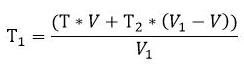 T₁ = (T * V + T₂ * (V₁ − V)) / V₁